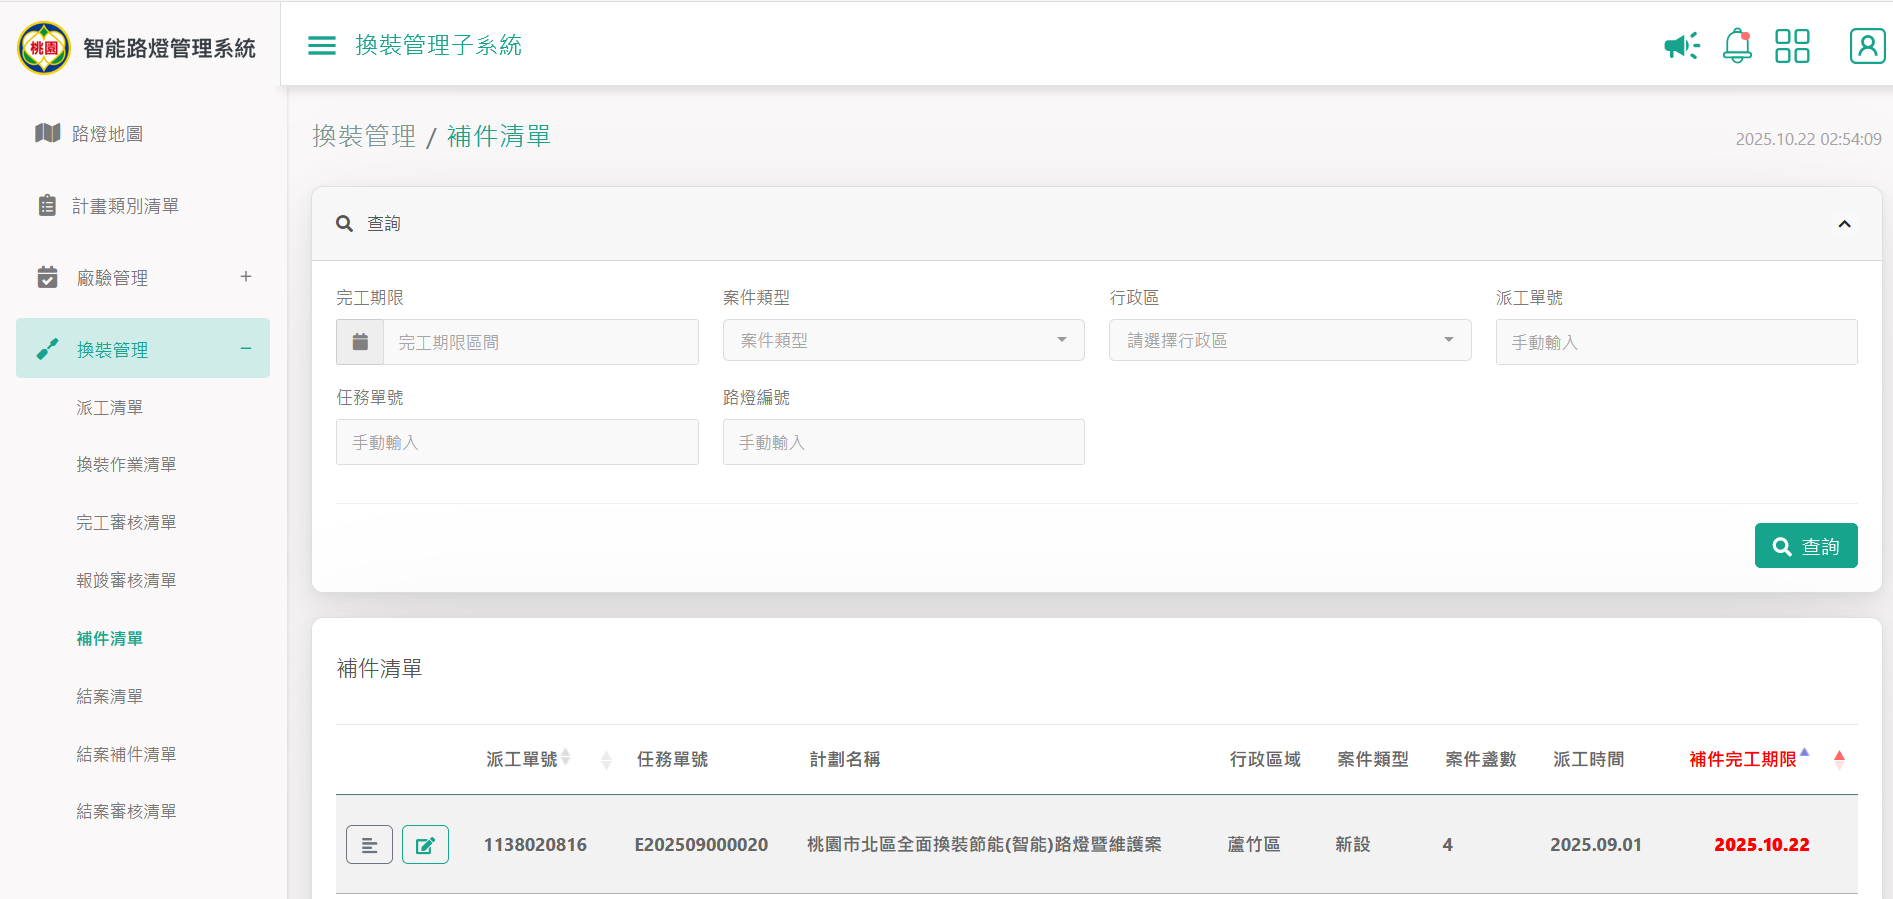 桃園
智能路燈管理系統
換裝管理子系統
路燈地圖
計畫類別清單
廠驗管理 +
換裝管理 −
派工清單
換裝作業清單
完工審核清單
報竣審核清單
補件清單
結案清單
結案補件清單
結案審核清單
換裝管理 / 補件清單
2025.10.22 02:54:09
查詢
完工期限 案件類型 行政區 派工單號
完工期限區間 案件類型 請選擇行政區 手動輸入
任務單號 路燈編號
手動輸入 手動輸入
查詢
補件清單
派工單號 任務單號 計劃名稱 行政區域 案件類型 案件盞數 派工時間 補件完工期限
1138020816 E202509000020 桃園市北區全面換裝節能(智能)路燈暨維護案 蘆竹區 新設 4 2025.09.01 2025.10.22